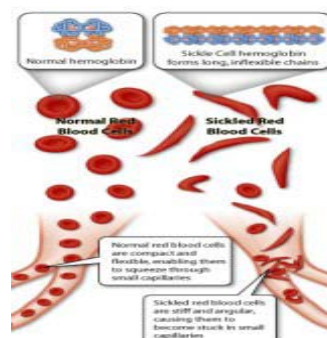 Normal hemoglobin
Sickle Cell hemoglobin
forms long, inflexible chains
Normal Red
Blood Cells
Sickled Red
Blood Cells
Normal red blood cells
are compact and
flexible, enabling them
to squeeze through
small capillaries
Sickled red blood cells
are stiff and angular,
causing them to
become stuck in small
capillaries